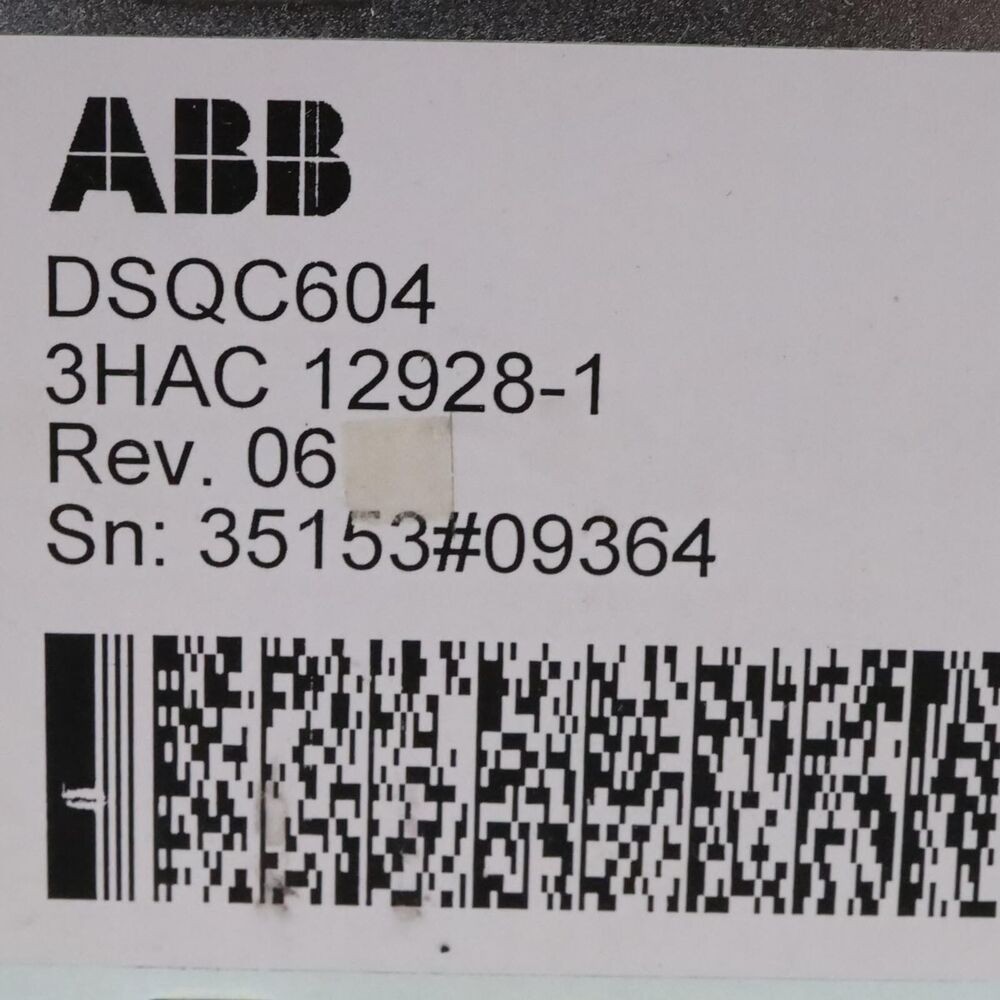 ABB
DSQC604
3HAC 12928-1
Rev. 06
Sn: 35153#09364